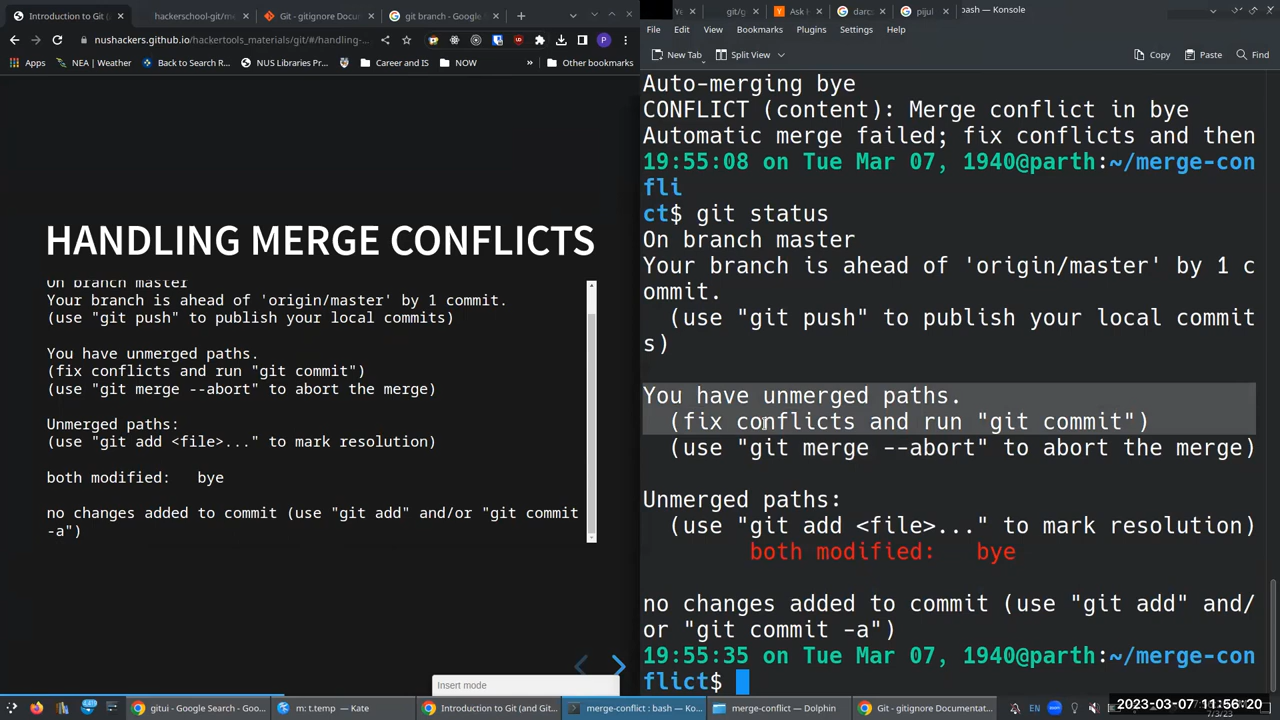 Introduction to Git (
hackerschool-git/me
Git - gitignore Docu
git branch - Google
nushackers.github.io/hackertools_materials/git/#/handling-...
Apps
NEA | Weather
Back to Search R...
NUS Libraries Pr...
Career and IS
NOW
»
Other bookmarks
HANDLING MERGE CONFLICTS
On branch master
Your branch is ahead of 'origin/master' by 1 commit.
(use "git push" to publish your local commits)
You have unmerged paths.
(fix conflicts and run "git commit")
(use "git merge --abort" to abort the merge)
Unmerged paths:
(use "git add <file>..." to mark resolution)
both modified:   bye
no changes added to commit (use "git add" and/or "git commit
-a")
Insert mode
git/g
Ask H
darcs
pijul
bash — Konsole
File
Edit
View
Bookmarks
Plugins
Settings
Help
New Tab
Split View
Copy
Paste
Find
Auto-merging bye
CONFLICT (content): Merge conflict in bye
Automatic merge failed; fix conflicts and then
19:55:08 on Tue Mar 07, 1940@parth:~/merge-con
fli
ct$ git status
On branch master
Your branch is ahead of 'origin/master' by 1 c
ommit.
(use "git push" to publish your local commit
s)
You have unmerged paths.
(fix conflicts and run "git commit")
(use "git merge --abort" to abort the merge)
Unmerged paths:
(use "git add <file>..." to mark resolution)
both modified:   bye
no changes added to commit (use "git add" and/
or "git commit -a")
19:55:35 on Tue Mar 07, 1940@parth:~/merge-con
flict$
gitui - Google Search - Goo...
m: t.temp — Kate
Introduction to Git (and Git...
merge-conflict : bash — Ko...
merge-conflict — Dolphin
Git - gitignore Documentat...
EN
2023-03-07 11:56:20
7/3/23